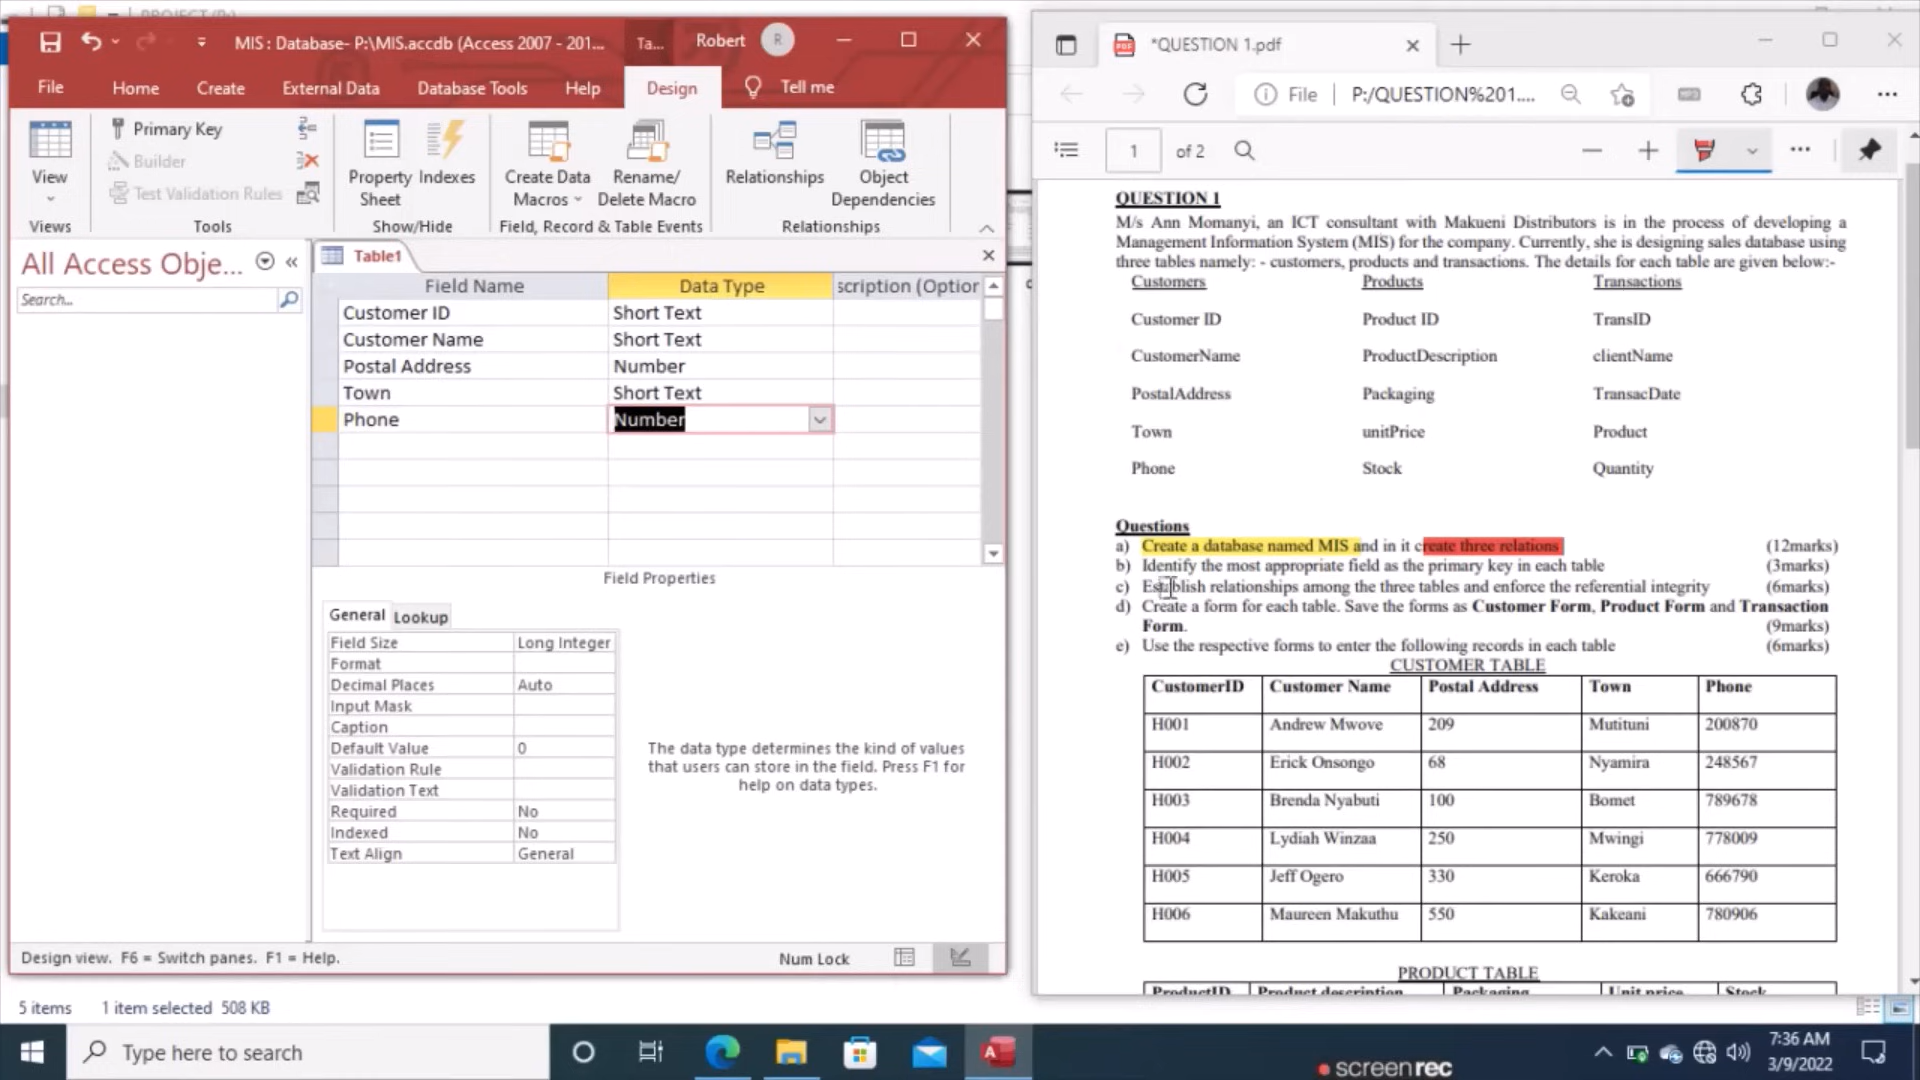 PROJECT (P:)
MIS : Database- P:\MIS.accdb (Access 2007 - 201...
Ta...
Robert
R
File
Home
Create
External Data
Database Tools
Help
Design
Tell me
View
Views
Primary Key
Builder
Test Validation Rules
Tools
Property
Sheet
Indexes
Show/Hide
Create Data
Macros
Rename/
Delete Macro
Field, Record & Table Events
Relationships
Object
Dependencies
Relationships
All Access Obje...
Search...
Table1
Field Name
Data Type
scription (Optior
Customer ID
Short Text
Customer Name
Short Text
Postal Address
Number
Town
Short Text
Phone
Number
Field Properties
General
Lookup
Field Size
Long Integer
Format
Decimal Places
Auto
Input Mask
Caption
Default Value
0
Validation Rule
Validation Text
Required
No
Indexed
No
Text Align
General
The data type determines the kind of values
that users can store in the field. Press F1 for
help on data types.
Design view. F6 = Switch panes. F1 = Help.
Num Lock
5 items
1 item selected 508 KB
Type here to search
PDF
*QUESTION 1.pdf
File
P:/QUESTION%201....
1
of 2
QUESTION 1
M/s Ann Momanyi, an ICT consultant with Makueni Distributors is in the process of developing a
Management Information System (MIS) for the company. Currently, she is designing sales database using
three tables namely: - customers, products and transactions. The details for each table are given below:-
Customers
Products
Transactions
Customer ID
Product ID
TransID
CustomerName
ProductDescription
clientName
PostalAddress
Packaging
TransacDate
Town
unitPrice
Product
Phone
Stock
Quantity
Questions
a) Create a database named MIS and in it create three relations (12marks)
b) Identify the most appropriate field as the primary key in each table (3marks)
c) Establish relationships among the three tables and enforce the referential integrity (6marks)
d) Create a form for each table. Save the forms as Customer Form, Product Form and Transaction
Form. (9marks)
e) Use the respective forms to enter the following records in each table (6marks)
CUSTOMER TABLE
CustomerID
Customer Name
Postal Address
Town
Phone
H001
Andrew Mwove
209
Mutituni
200870
H002
Erick Onsongo
68
Nyamira
248567
H003
Brenda Nyabuti
100
Bomet
789678
H004
Lydiah Winzaa
250
Mwingi
778009
H005
Jeff Ogero
330
Keroka
666790
H006
Maureen Makuthu
550
Kakeani
780906
PRODUCT TABLE
ProductID
Product description
Packaging
Unit price
Stock
7:36 AM
3/9/2022
screenrec